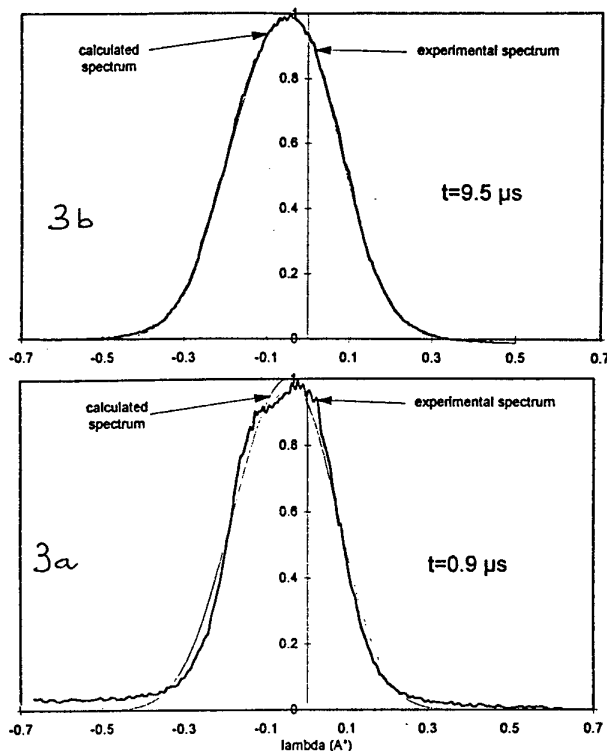 1
calculated
spectrum
experimental spectrum
0.8
0.6
3b
t=9.5 µs
0.4
0.2
0
-0.7
-0.5
-0.3
-0.1
0.1
0.3
0.5
0.7
1
calculated
spectrum
experimental spectrum
0.8
0.6
3a
t=0.9 µs
0.4
0.2
0
-0.7
-0.5
-0.3
-0.1
0.1
0.3
0.5
0.7
lambda (A°)